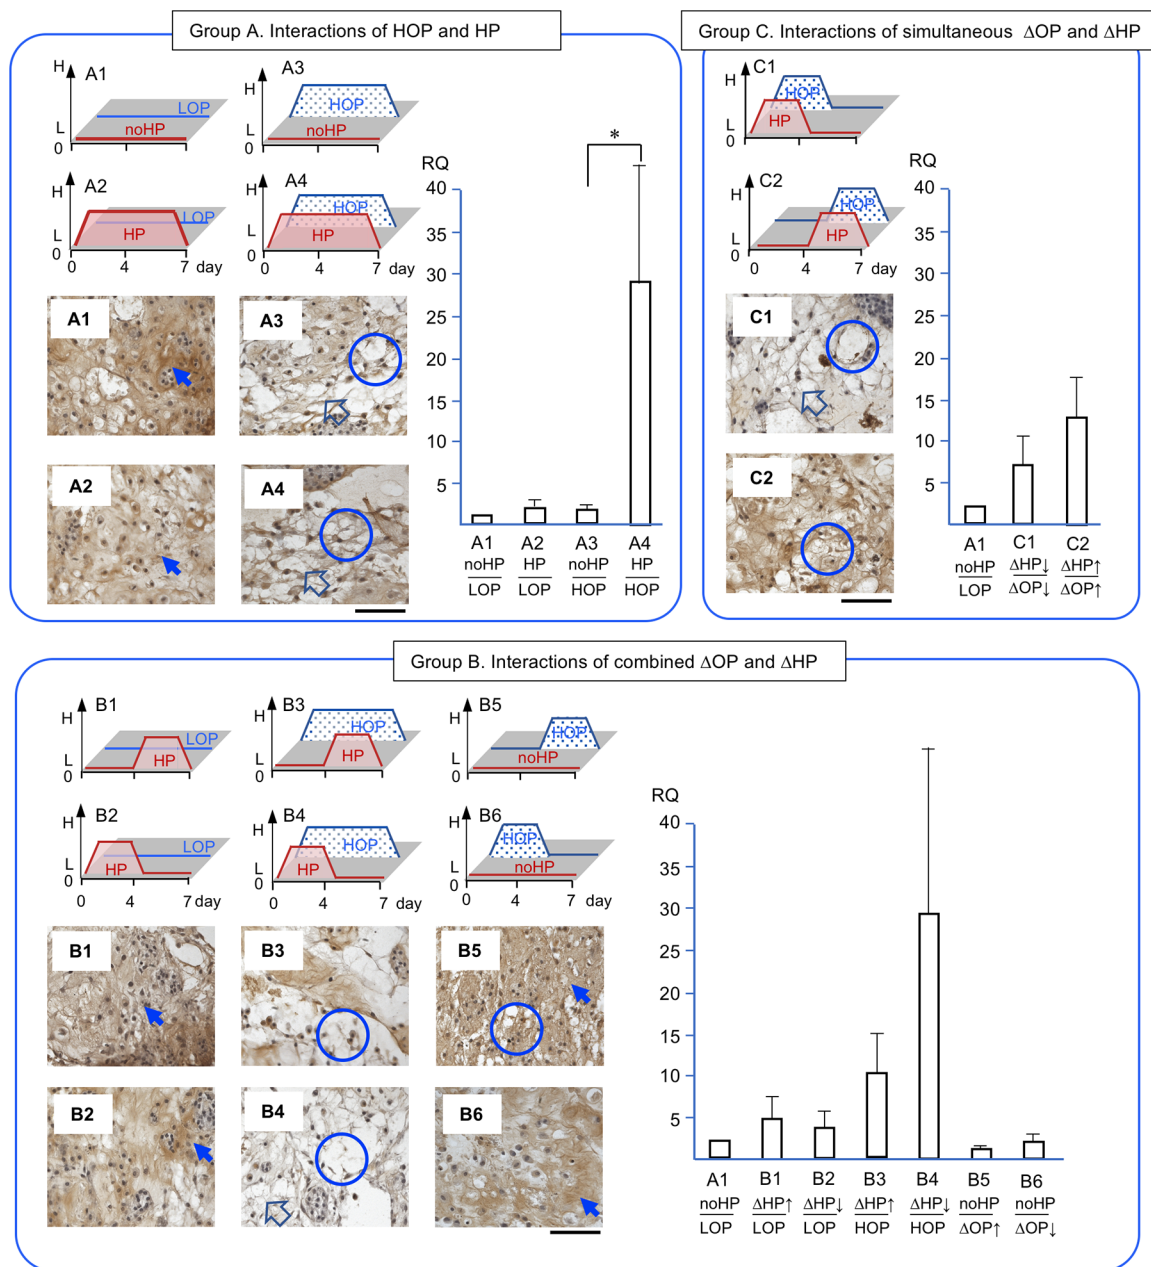 Group A. Interactions of HOP and HP
H
A1
LOP
noHP
L
0
A3
H
HOP
noHP
L
0
A2
H
LOP
HP
L
0
0 4 7 day
A4
H
HOP
HP
L
0
0 4 7 day
A1
A3
A2
A4
*
RQ
40
35
30
25
20
15
10
5
A1 A2 A3 A4
noHP HP noHP HP
LOP LOP HOP HOP
Group C. Interactions of simultaneous ΔOP and ΔHP
C1
H
HOP
HP
L
0
C2
H
HOP
HP
L
0
0 4 7 day
C1
C2
RQ
40
35
30
25
20
15
10
5
A1 C1 C2
noHP ΔHP↓ ΔHP↑
LOP ΔOP↓ ΔOP↑
Group B. Interactions of combined ΔOP and ΔHP
B1
H
LOP
HP
L
0
B3
H
HOP
HP
L
0
B5
H
HOP
noHP
L
0
B2
H
LOP
HP
L
0
0 4 7 day
B4
H
HOP
HP
L
0
0 4 7 day
B6
H
HOP
noHP
L
0
0 4 7 day
B1
B3
B5
B2
B4
B6
RQ
40
35
30
25
20
15
10
5
A1 B1 B2 B3 B4 B5 B6
noHP ΔHP↑ ΔHP↓ ΔHP↑ ΔHP↓ noHP noHP
LOP LOP LOP HOP HOP ΔOP↑ ΔOP↓